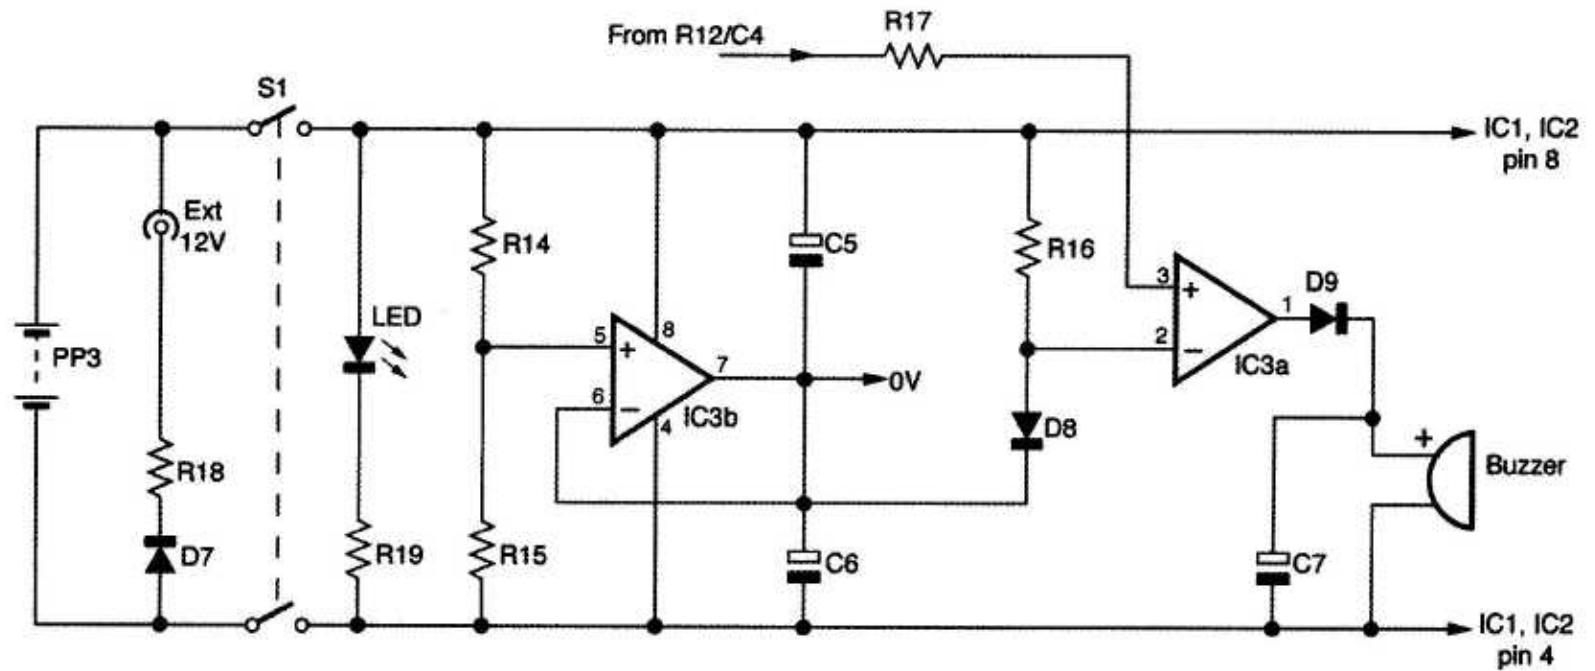 R17
From R12/C4
S1
IC1, IC2
pin 8
Ext
12V
R14
C5
R16
3
+
D9
1
LED
8
PP3
5
+
7
0V
2
−
IC3a
6
−
IC3b
4
D8
+
Buzzer
R18
D7
R19
R15
C6
C7
IC1, IC2
pin 4